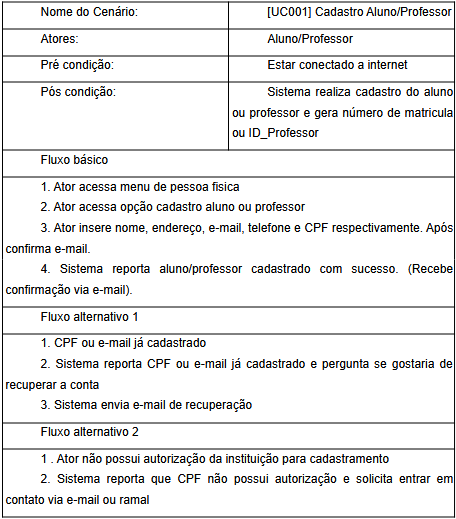 Nome do Cenário: [UC001] Cadastro Aluno/Professor
Atores: Aluno/Professor
Pré condição: Estar conectado a internet
Pós condição: Sistema realiza cadastro do aluno
ou professor e gera número de matricula
ou ID_Professor
Fluxo básico
1. Ator acessa menu de pessoa fisica
2. Ator acessa opção cadastro aluno ou professor
3. Ator insere nome, endereço, e-mail, telefone e CPF respectivamente. Após
confirma e-mail.
4. Sistema reporta aluno/professor cadastrado com sucesso. (Recebe
confirmação via e-mail).
Fluxo alternativo 1
1. CPF ou e-mail já cadastrado
2. Sistema reporta CPF ou e-mail já cadastrado e pergunta se gostaria de
recuperar a conta
3. Sistema envia e-mail de recuperação
Fluxo alternativo 2
1 . Ator não possui autorização da instituição para cadastramento
2. Sistema reporta que CPF não possui autorização e solicita entrar em
contato via e-mail ou ramal